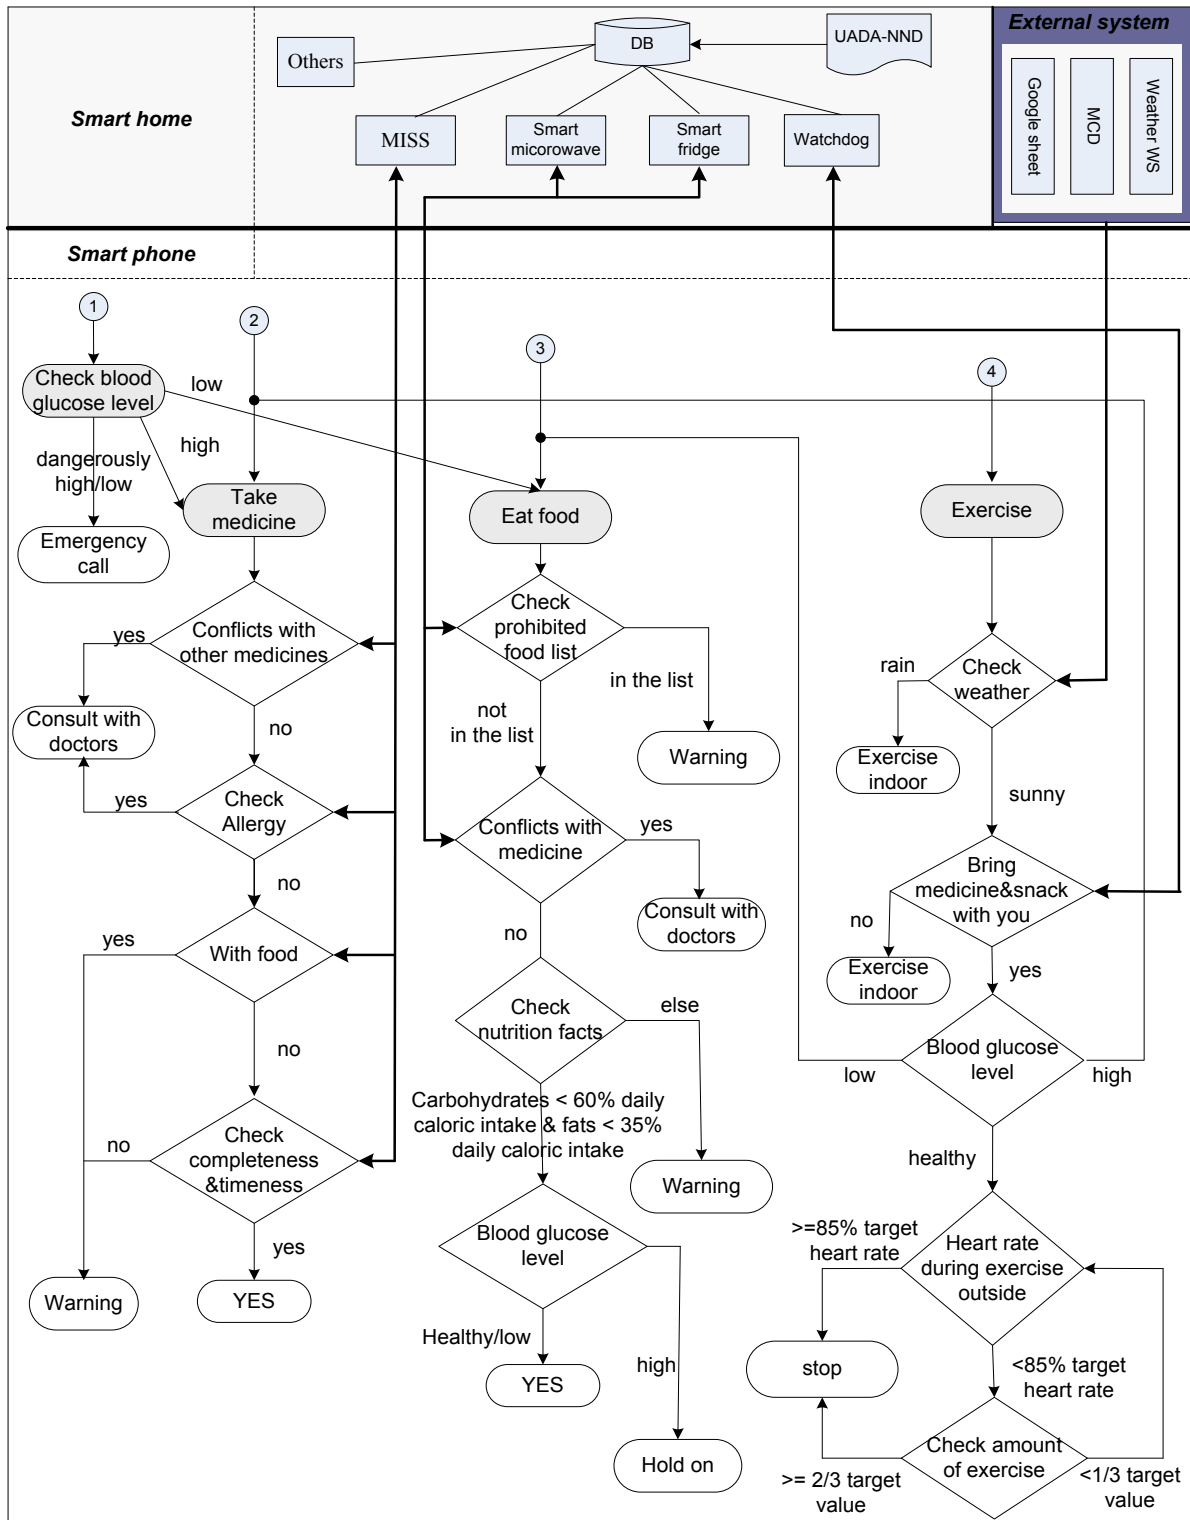 External system
DB
UADA-NND
Others
Google sheet
MCD
Weather WS
Smart home
MISS
Smart
micorowave
Smart
fridge
Watchdog
Smart phone
1
2
3
4
Check blood
glucose level
low
high
dangerously
high/low
Take
medicine
Eat food
Exercise
Emergency
call
Check
prohibited
food list
yes
Conflicts with
other medicines
rain
Check
weather
in the list
not
in the list
Consult with
doctors
no
Warning
Exercise
indoor
yes
Check
Allergy
sunny
Conflicts with
medicine
yes
Bring
medicine&snack
with you
no
Consult with
doctors
yes
With food
no
no
Exercise
indoor
yes
Check
nutrition facts
else
no
Blood glucose
level
low
high
Carbohydrates < 60% daily
caloric intake & fats < 35%
daily caloric intake
no
Check
completeness
&timeness
healthy
Warning
yes
Blood glucose
level
>=85% target
heart rate
Heart rate
during exercise
outside
Warning
YES
Healthy/low
high
stop
<85% target
heart rate
YES
Hold on
Check amount
of exercise
>= 2/3 target
value
<1/3 target
value